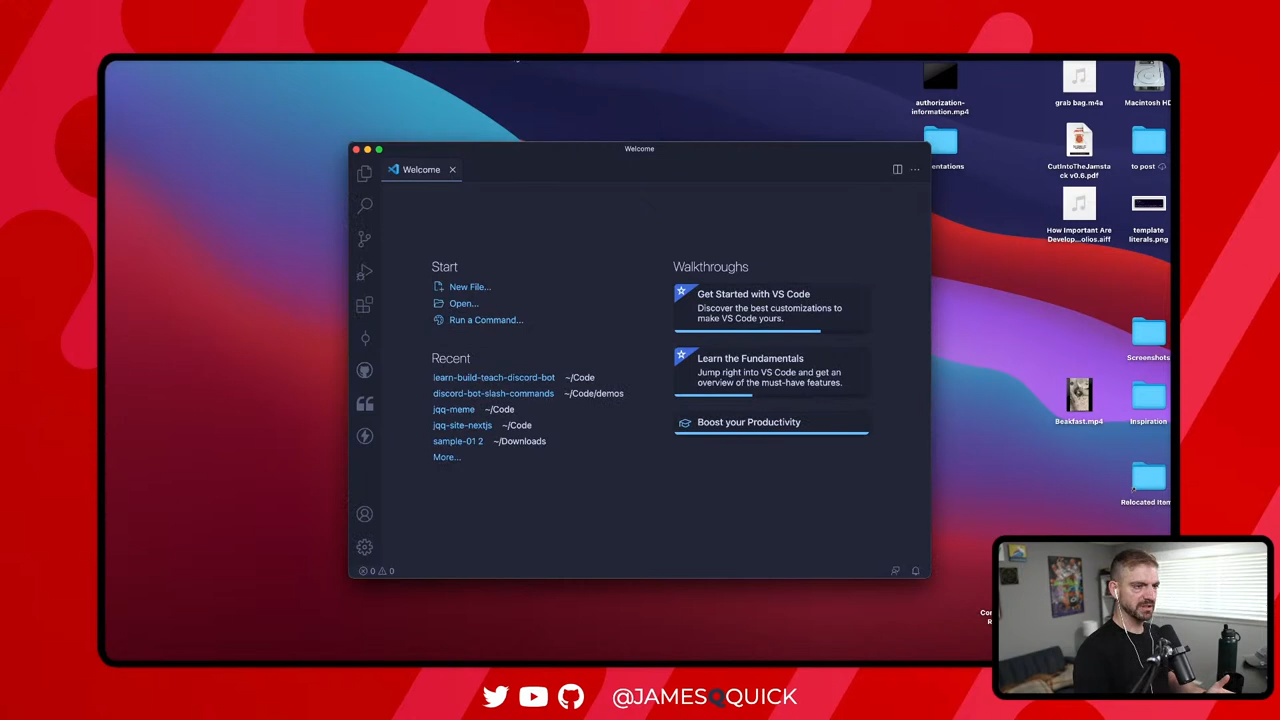 authorization-
information.mp4
grab bag.m4a
Macintosh HD
Welcome
Welcome
CutIntoTheJamsta
ck v0.6.pdf
to post
Start
New File...
Open...
Run a Command...
Recent
learn-build-teach-discord-bot ~/Code
discord-bot-slash-commands ~/Code/demos
jqq-meme ~/Code
jqq-site-nextjs ~/Code
sample-01 2 ~/Downloads
More...
Walkthroughs
Get Started with VS Code
Discover the best customizations to
make VS Code yours.
Learn the Fundamentals
Jump right into VS Code and get an
overview of the must-have features.
Boost your Productivity
How Important Are
Develop...olios.aiff
template
literals.png
Screenshots
Beakfast.mp4
Inspiration
Relocated Item
0 0
@JAMESQQUICK